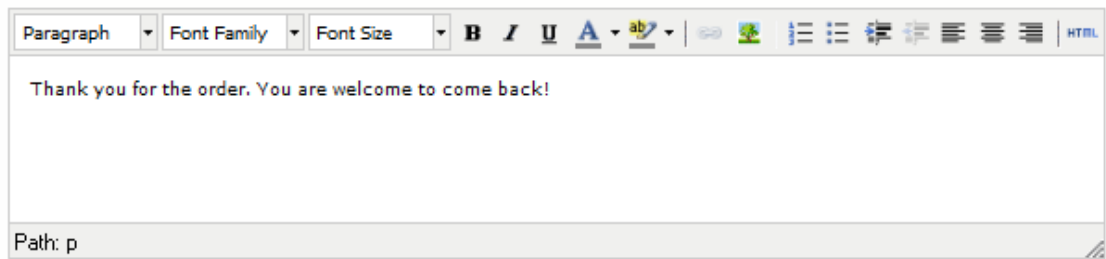 Paragraph Font Family Font Size B I U A ab HTML
Thank you for the order. You are welcome to come back!
Path: p